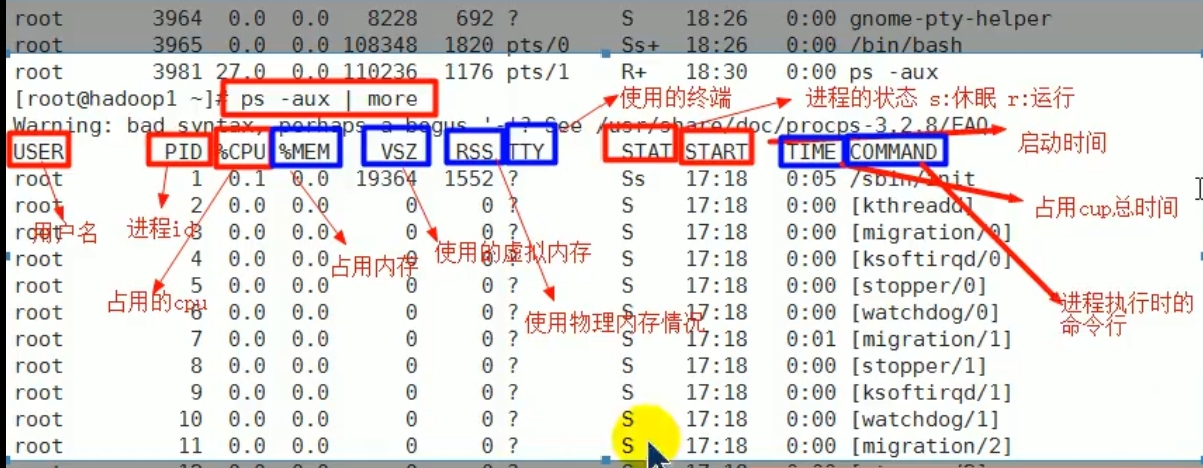 root 3964 0.0 0.0 8228 692 ? S 18:26 0:00 gnome-pty-helper
root 3965 0.0 0.0 108348 1820 pts/0 Ss+ 18:26 0:00 /bin/bash
root 3981 27.0 0.0 110236 1176 pts/1 R+ 18:30 0:00 ps -aux
[root@hadoop1 ~]# ps -aux | more
使用的终端
进程的状态 s:休眠 r:运行
Warning: bad syntax, perhaps a bogus '-'? See /usr/share/doc/procps-3.2.8/FAQ
启动时间
USER PID %CPU %MEM VSZ RSS TTY STAT START TIME COMMAND
root 1 0.1 0.0 19364 1552 ? Ss 17:18 0:05 /sbin/init
root 2 0.0 0.0 0 0 ? S 17:18 0:00 [kthreadd]
占用cup总时间
用户名
进程id
root 3 0.0 0.0 0 0 ? S 17:18 0:00 [migration/0]
使用的虚拟内存
占用内存
root 4 0.0 0.0 0 0 ? S 17:18 0:00 [ksoftirqd/0]
root 5 0.0 0.0 0 0 ? S 17:18 0:00 [stopper/0]
占用的cpu
进程执行时的
命令行
root 6 0.0 0.0 0 0 ? S 17:18 0:00 [watchdog/0]
使用物理内存情况
root 7 0.0 0.0 0 0 ? S 17:18 0:01 [migration/1]
root 8 0.0 0.0 0 0 ? S 17:18 0:00 [stopper/1]
root 9 0.0 0.0 0 0 ? S 17:18 0:00 [ksoftirqd/1]
root 10 0.0 0.0 0 0 ? S 17:18 0:00 [watchdog/1]
root 11 0.0 0.0 0 0 ? S 17:18 0:00 [migration/2]